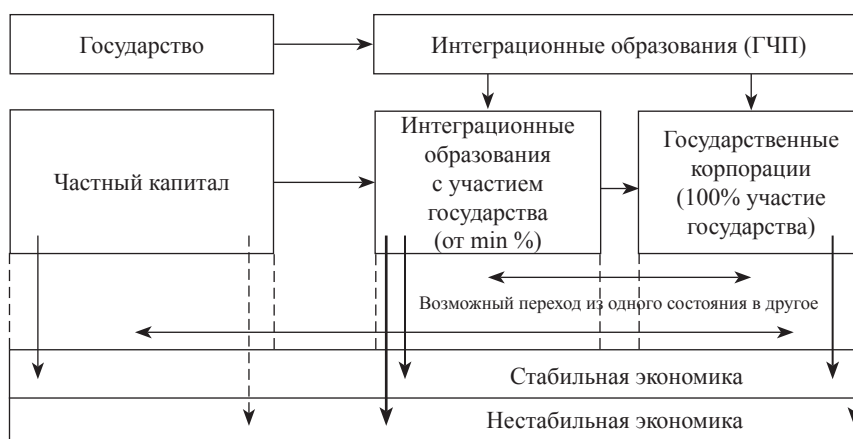 Государство
Интеграционные образования (ГЧП)
Частный капитал
Интеграционные
образования
с участием
государства
(от min %)
Государственные
корпорации
(100% участие
государства)
Возможный переход из одного состояния в другое
Стабильная экономика
Нестабильная экономика